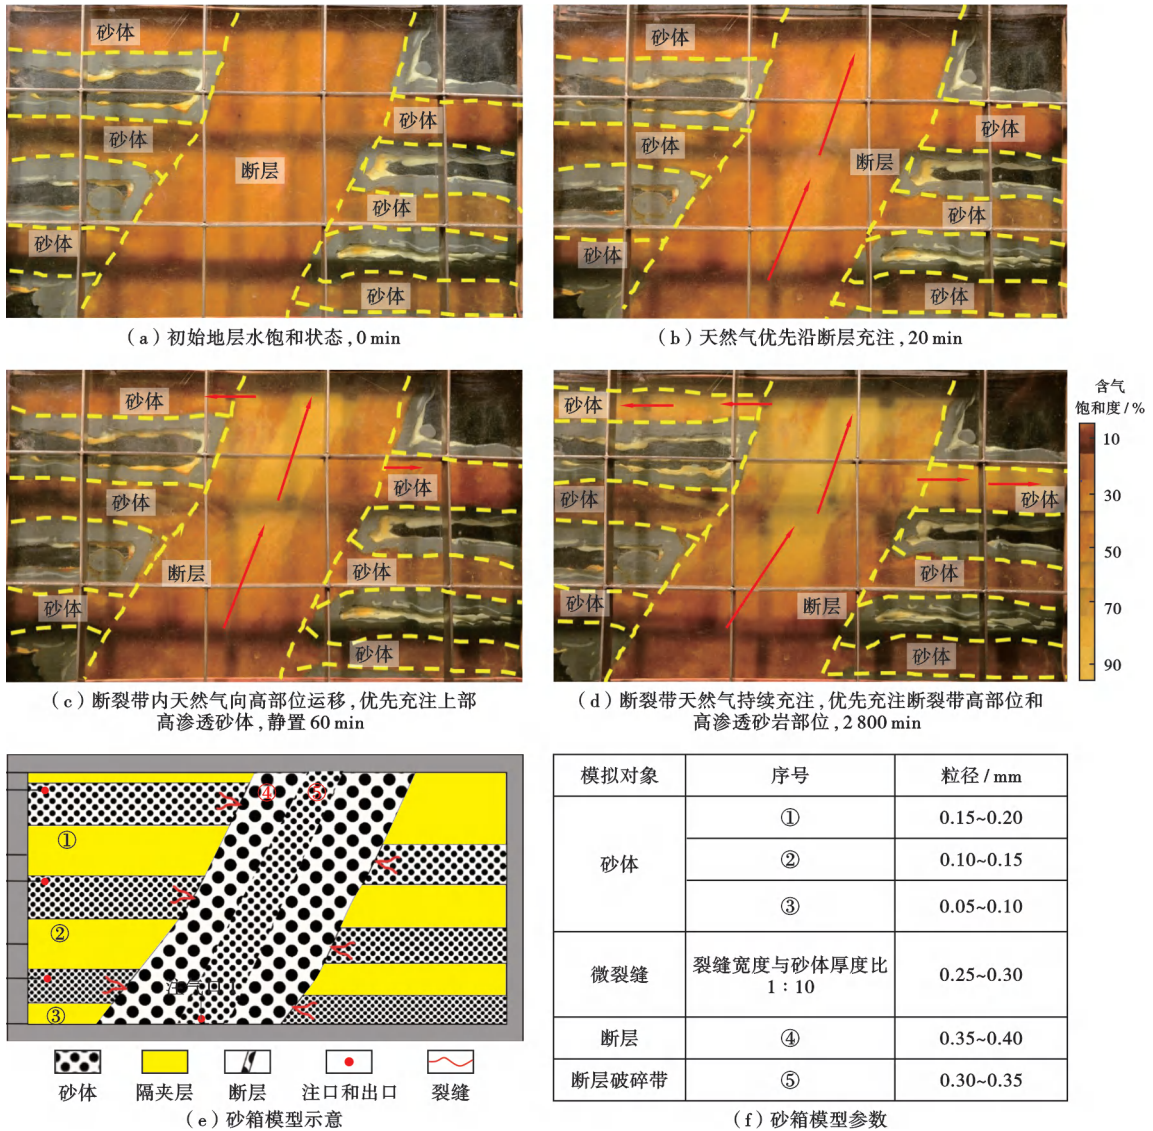 砂体
砂体
砂体
断层
砂体
砂体
砂体
(a)初始地层水饱和状态,0 min
砂体
砂体
砂体
断层
砂体
砂体
砂体
(b)天然气优先沿断层充注,20 min
砂体
砂体
砂体
断层
砂体
砂体
砂体
(c)断裂带内天然气向高部位运移,优先充注上部
高渗透砂体,静置 60 min
砂体
砂体
砂体
断层
砂体
砂体
砂体
(d)断裂带天然气持续充注,优先充注断裂带高部位和
高渗透砂岩部位,2 800 min
含气
饱和度/%
10
30
50
70
90
④ ⑤
①
②
③
注气口
砂体 隔夹层 断层 注口和出口 裂缝
(e)砂箱模型示意
模拟对象 序号 粒径/mm
砂体 ① 0.15~0.20
② 0.10~0.15
③ 0.05~0.10
微裂缝 裂缝宽度与砂体厚度比 0.25~0.30
1:10
断层 ④ 0.35~0.40
断层破碎带 ⑤ 0.30~0.35
(f)砂箱模型参数